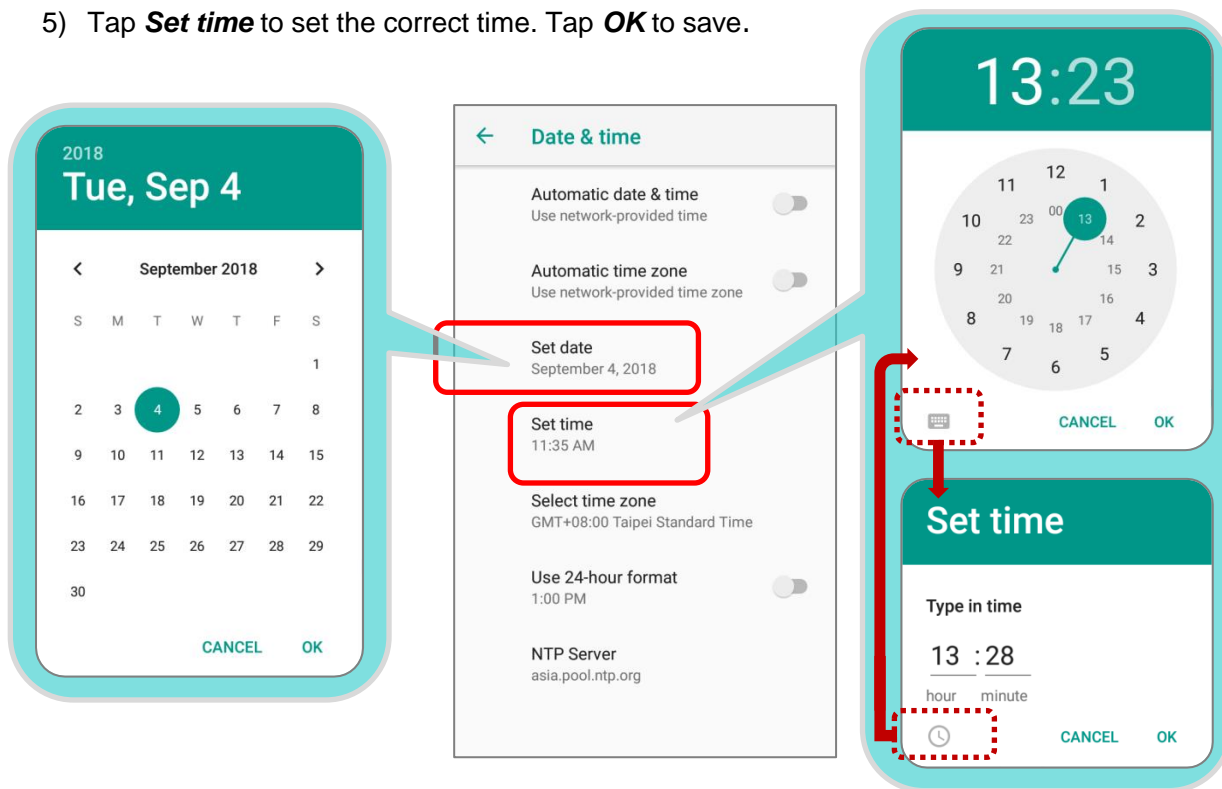 5) Tap Set time to set the correct time. Tap OK to save.
2018
Tue, Sep 4
September 2018
S M T W T F S
1
2 3 4 5 6 7 8
9 10 11 12 13 14 15
16 17 18 19 20 21 22
23 24 25 26 27 28 29
30
CANCEL OK
Date & time
Automatic date & time
Use network-provided time
Automatic time zone
Use network-provided time zone
Set date
September 4, 2018
Set time
11:35 AM
Select time zone
GMT+08:00 Taipei Standard Time
Use 24-hour format
1:00 PM
NTP Server
asia.pool.ntp.org
13:23
12
11 1
00
10 23 13 2
22 14
9 21 15 3
20 16
8 19 18 17 4
7 5
6
CANCEL OK
Set time
Type in time
13 : 28
hour minute
CANCEL OK